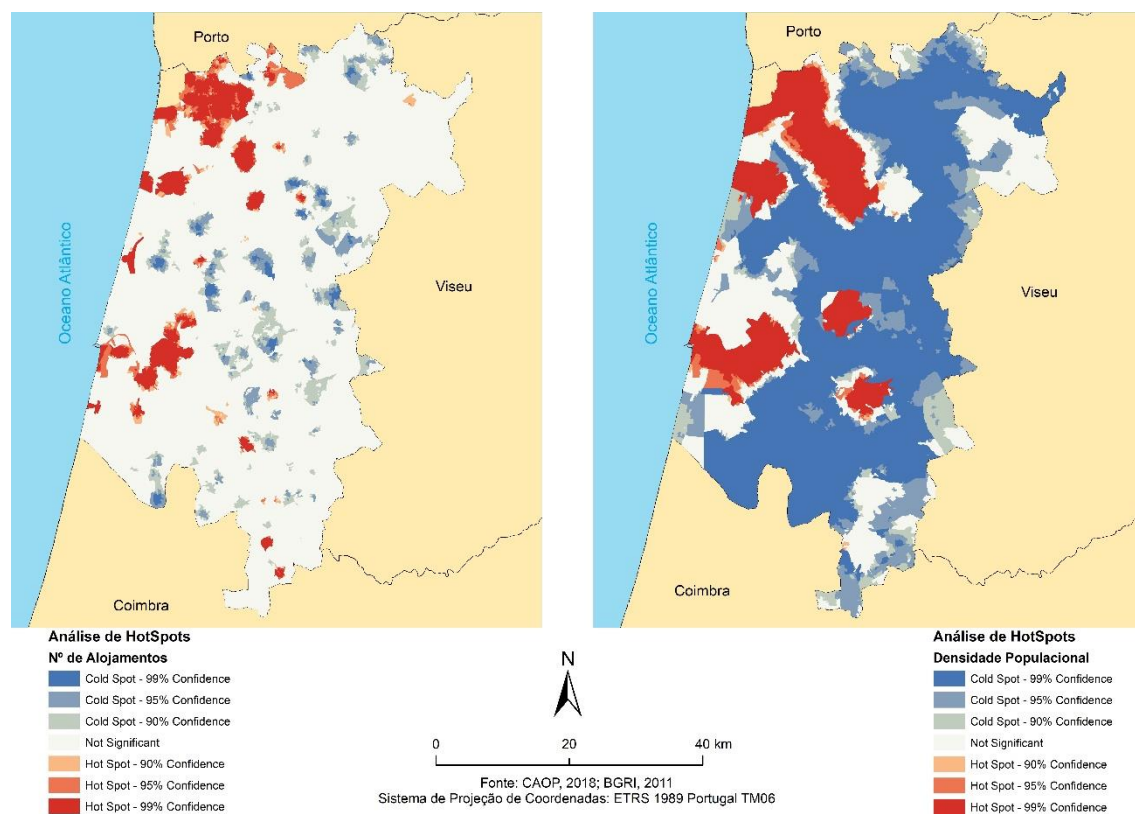 Porto
Oceano Atlântico
Viseu
Coimbra
Porto
Oceano Atlântico
Viseu
Coimbra
Análise de HotSpots
Nº de Alojamentos
Cold Spot - 99% Confidence
Cold Spot - 95% Confidence
Cold Spot - 90% Confidence
Not Significant
Hot Spot - 90% Confidence
Hot Spot - 95% Confidence
Hot Spot - 99% Confidence
N
0 20 40 km
Fonte: CAOP, 2018; BGRI, 2011
Sistema de Projeção de Coordenadas: ETRS 1989 Portugal TM06
Análise de HotSpots
Densidade Populacional
Cold Spot - 99% Confidence
Cold Spot - 95% Confidence
Cold Spot - 90% Confidence
Not Significant
Hot Spot - 90% Confidence
Hot Spot - 95% Confidence
Hot Spot - 99% Confidence